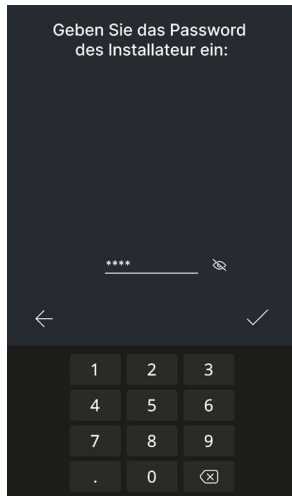 Geben Sie das Password
des Installateur ein:
****
1 2 3
4 5 6
7 8 9
. 0